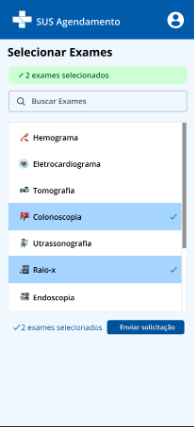 SUS Agendamento
Selecionar Exames
✓ 2 exames selecionados
Buscar Exames
Hemograma
Eletrocardiograma
Tomografia
Colonoscopia
Utrassonografia
Raio-x
Endoscopia
✓ 2 exames selecionados
Enviar solicitação